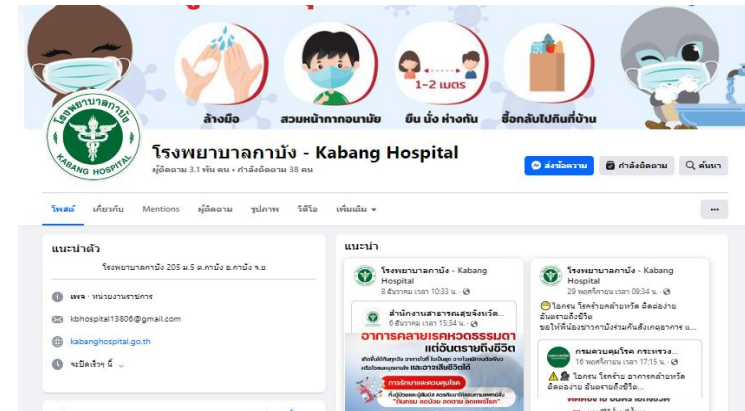 1-2 เมตร
ล้างมือ
สวมหน้ากากอนามัย
ยืน นั่ง ห่างกัน
ซื้อกลับไปกินที่บ้าน
โรงพยาบาลกาบัง
KABANG HOSPITAL
โรงพยาบาลกาบัง - Kabang Hospital
ผู้ติดตาม 3.1 พัน คน • กำลังติดตาม 38 คน
ส่งข้อความ
กำลังติดตาม
ค้นหา
โพสต์
เกี่ยวกับ
Mentions
ผู้ติดตาม
รูปภาพ
วิดีโอ
เพิ่มเติม
แนะนำตัว
โรงพยาบาลกาบัง 205 ม.5 ต.กาบัง อ.กาบัง จ.ย
เพจ · หน่วยงานราชการ
kbhospital13806@gmail.com
kabanghospital.go.th
จะปิดเร็วๆ นี้
แนะนำ
โรงพยาบาลกาบัง - Kabang
Hospital
8 ธันวาคม เวลา 10:33 น. ·
สำนักงานสาธารณสุขจังหวัด...
6 ธันวาคม เวลา 15:34 น. ·
อาการคล้ายโรคหวัดธรรมดา
แต่อันตรายถึงชีวิต
และอาจเสียชีวิตได้
การรักษาและควบคุมโรค
โรงพยาบาลกาบัง - Kabang
Hospital
29 พฤศจิกายน เวลา 09:34 น. ·
ไอกรน โรคร้ายคล้ายหวัด ติดต่อง่าย
อันตรายถึงชีวิต
ขอให้พี่น้องชาวกาบังร่วมกันสังเกตอาการ แ...
กรมควบคุมโรค กระทรวง...
16 พฤศจิกายน เวลา 17:15 น. ·
ไอกรน โรคร้าย อาการคล้ายหวัด
ติดต่อง่าย อันตรายถึงชีวิต...